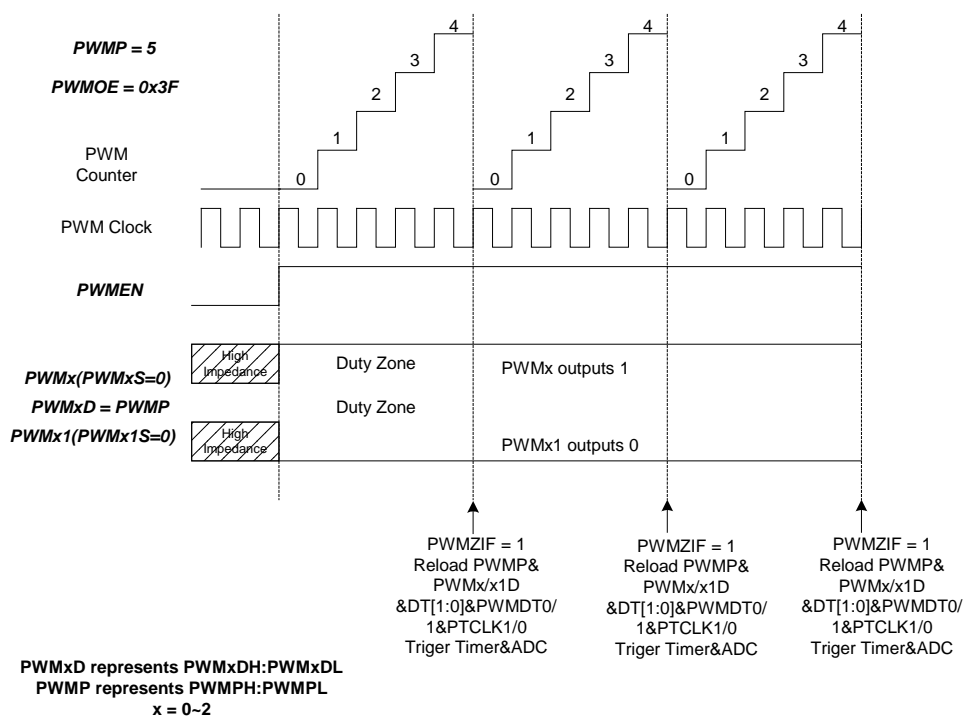 4 4 4
PWMP = 5
3 3 3
PWMOE = 0x3F
2 2 2
1 1 1
PWM
Counter
0 0 0
PWM Clock
PWMEN
High
Impedance
Duty Zone
PWMx outputs 1
PWMx(PWMxS=0)
PWMxD = PWMP
Duty Zone
PWMx1(PWMx1S=0)
High
Impedance
PWMx1 outputs 0
PWMZIF = 1
Reload PWMP&
PWMx/x1D
&DT[1:0]&PWMDT0/
1&PTCLK1/0
Triger Timer&ADC
PWMZIF = 1
Reload PWMP&
PWMx/x1D
&DT[1:0]&PWMDT0/
1&PTCLK1/0
Triger Timer&ADC
PWMZIF = 1
Reload PWMP&
PWMx/x1D
&DT[1:0]&PWMDT0/
1&PTCLK1/0
Triger Timer&ADC
PWMxD represents PWMxDH:PWMxDL
PWMP represents PWMPH:PWMPL
x = 0~2